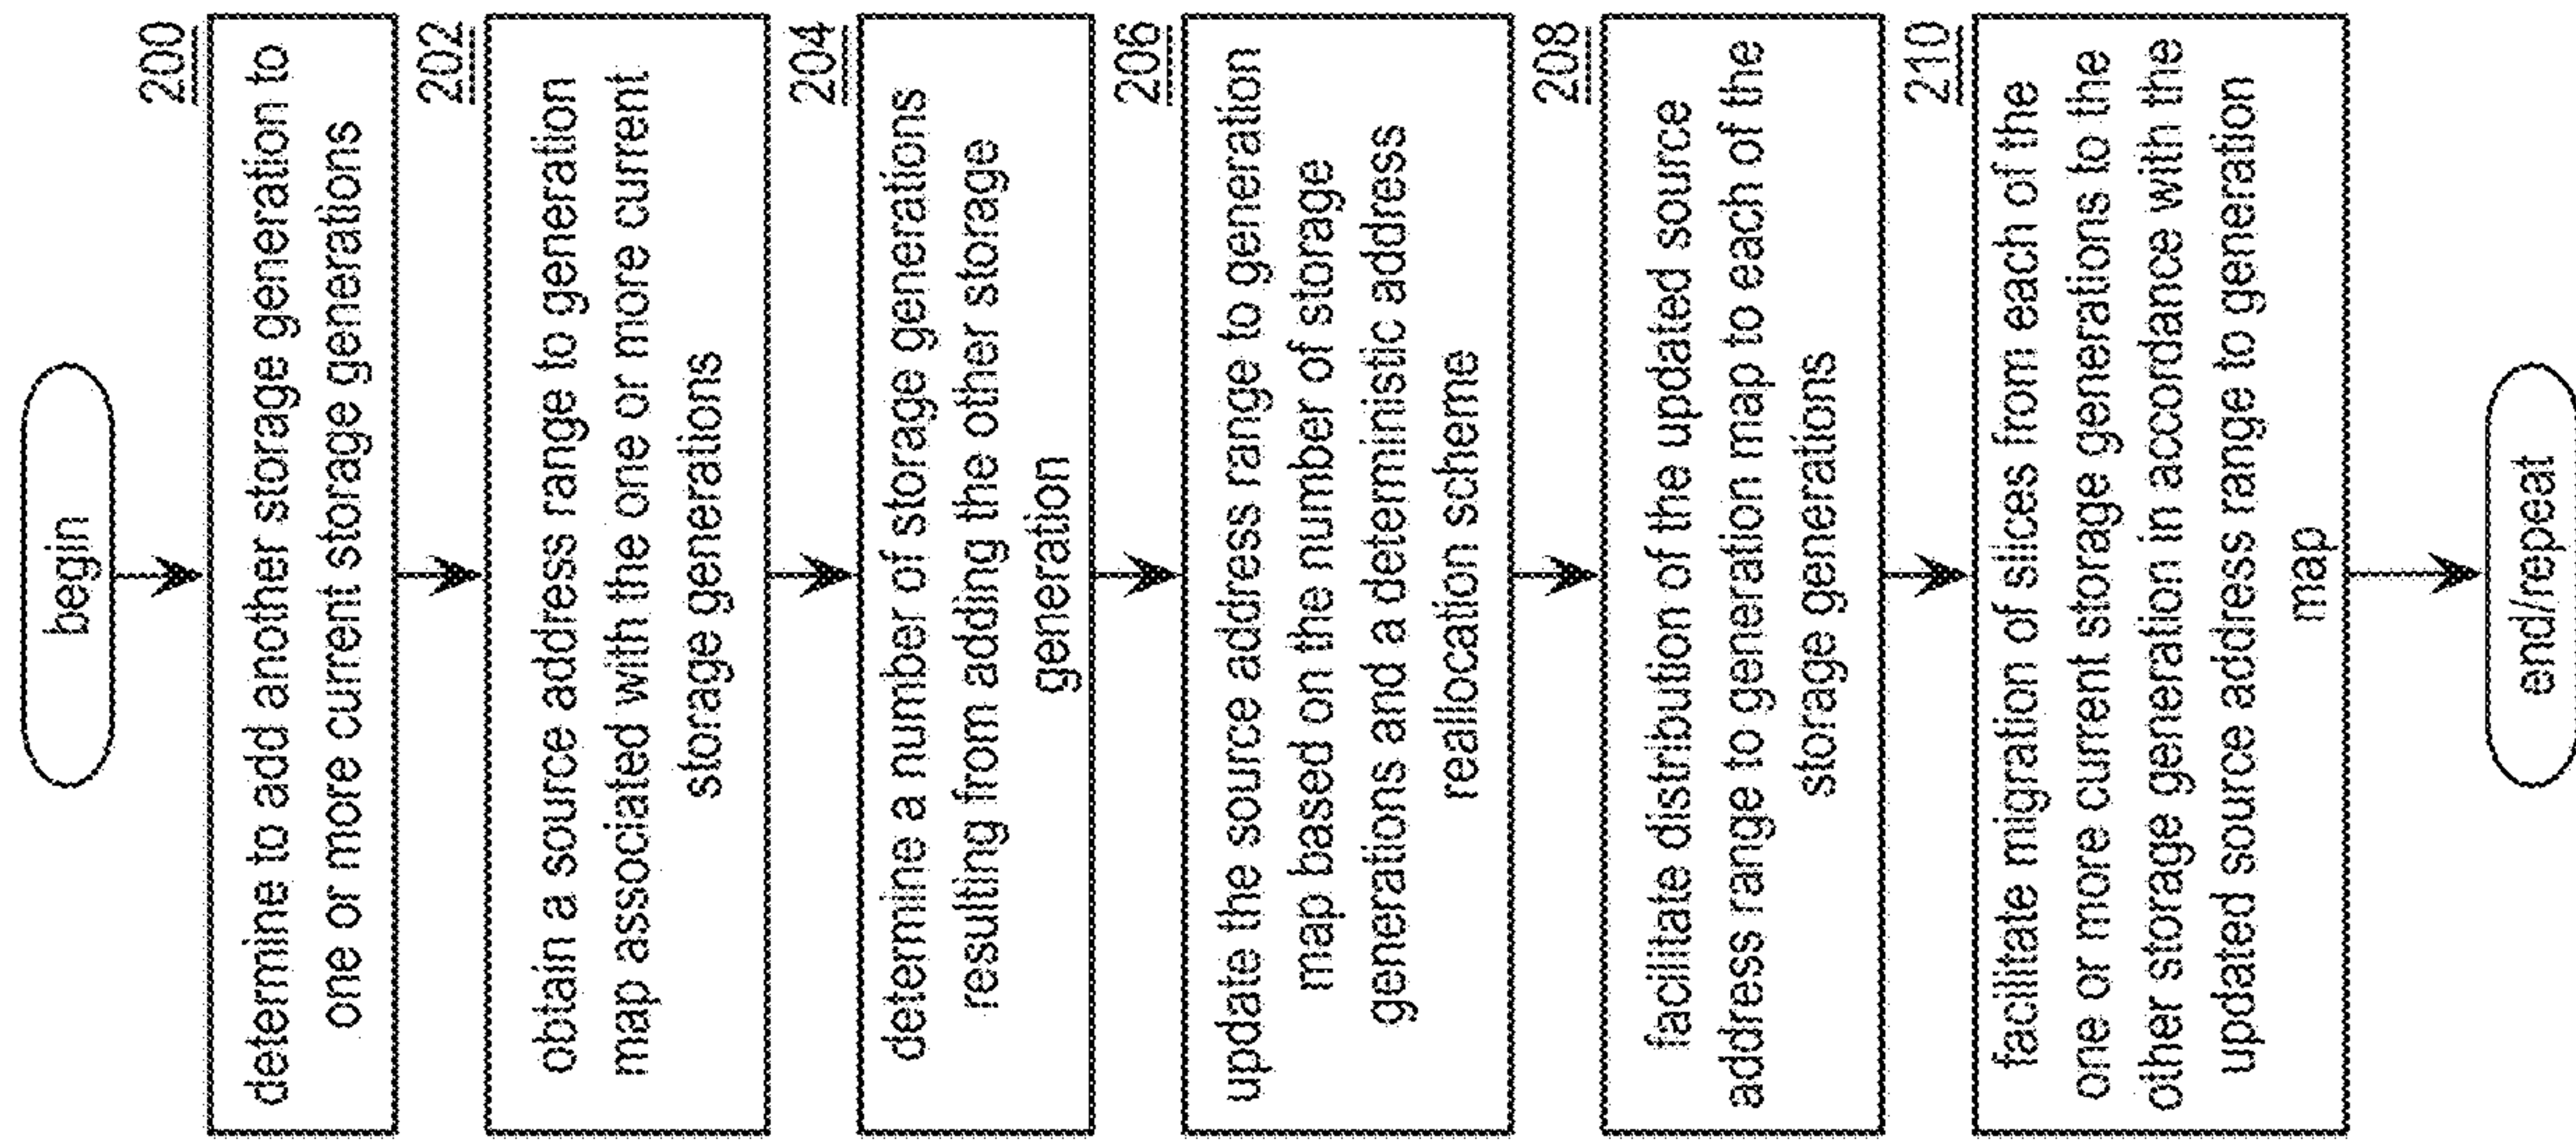 begin
200
determine to add another storage generation to
one or more current storage generations
202
obtain a source address range to generation
map associated with the one or more current
storage generations
204
determine a number of storage generations
resulting from adding the other storage
generation
206
update the source address range to generation
map based on the number of storage
generations and a deterministic address
reallocation scheme
208
facilitate distribution of the updated source
address range to generation map to each of the
storage generations
210
facilitate migration of slices from each of the
one or more current storage generations to the
other storage generation in accordance with the
updated source address range to generation
map
end/repeat